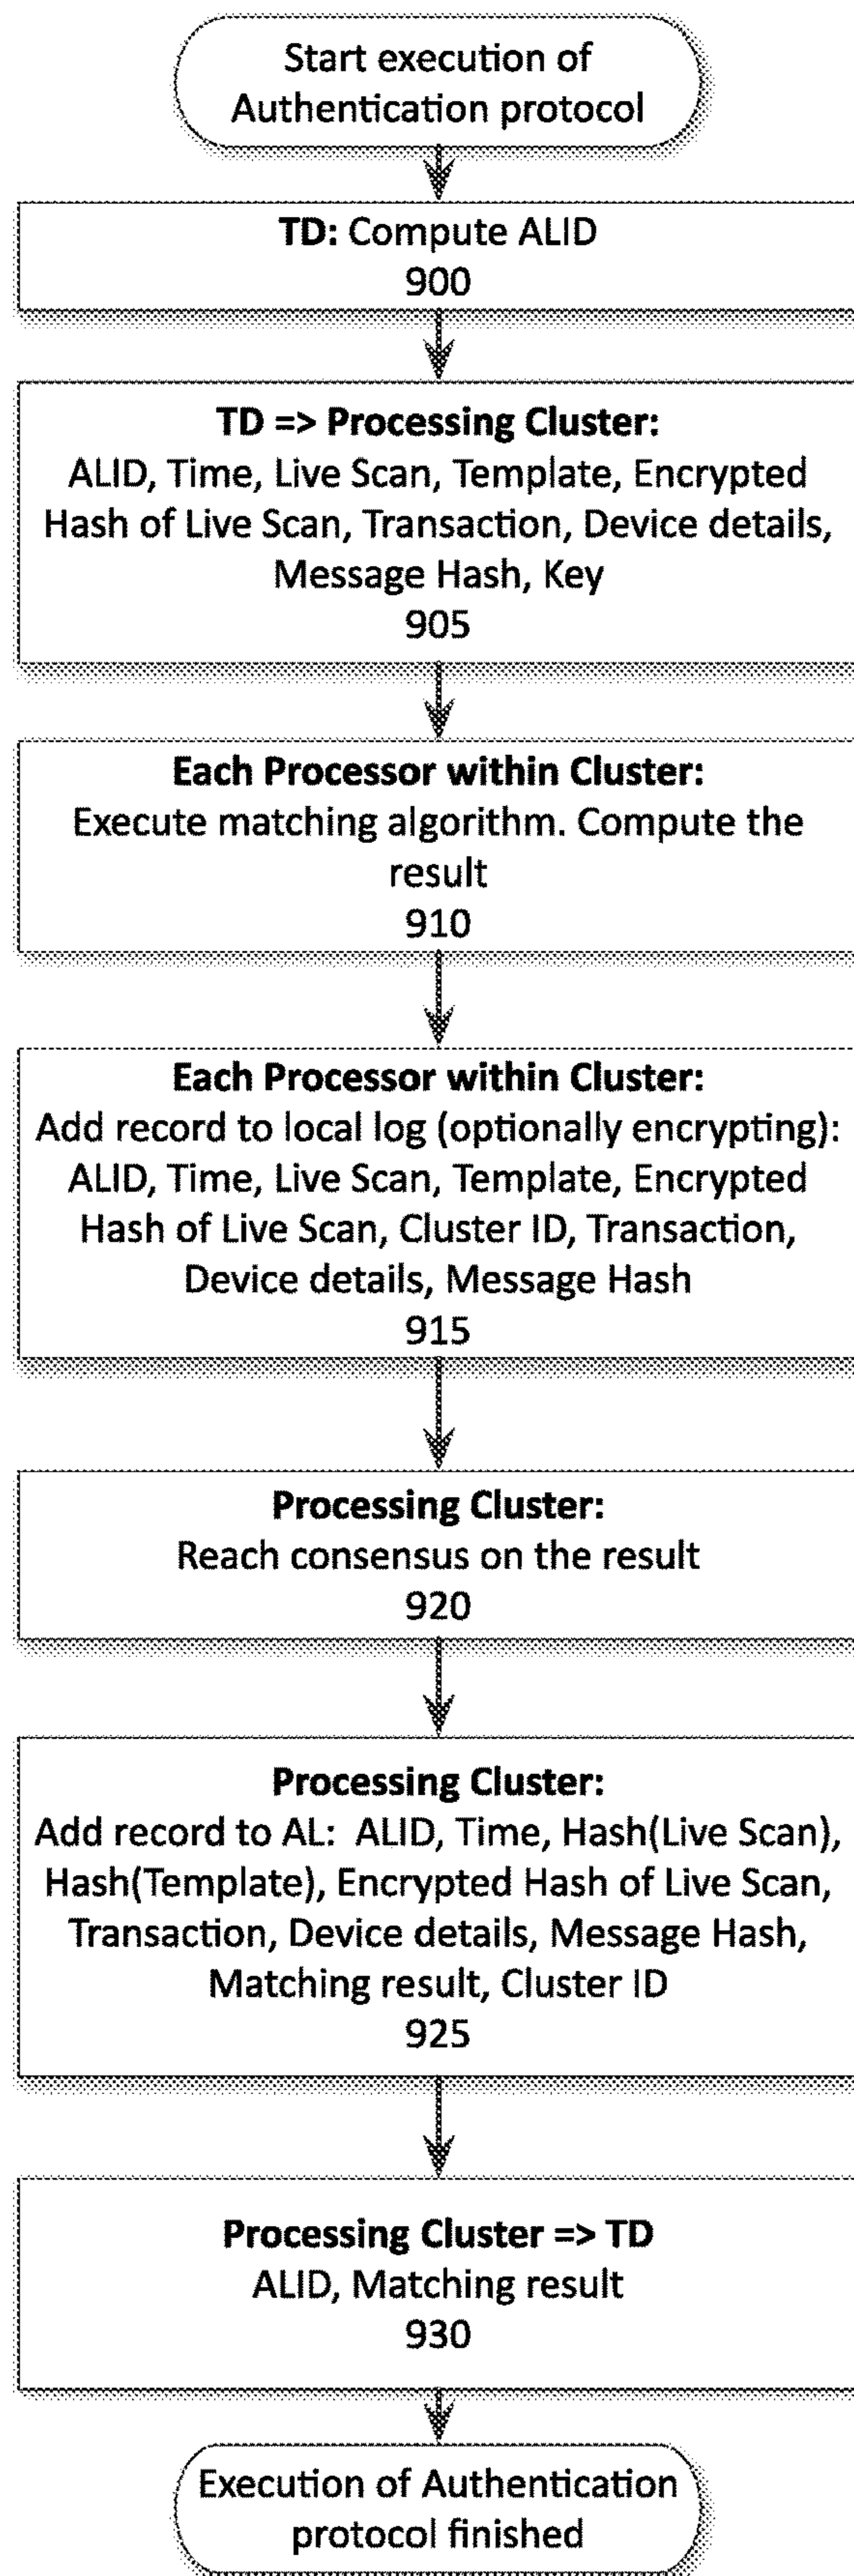 Start execution of
Authentication protocol
TD: Compute ALID
900
TD => Processing Cluster:
ALID, Time, Live Scan, Template, Encrypted
Hash of Live Scan, Transaction, Device details,
Message Hash, Key
905
Each Processor within Cluster:
Execute matching algorithm. Compute the
result
910
Each Processor within Cluster:
Add record to local log (optionally encrypting):
ALID, Time, Live Scan, Template, Encrypted
Hash of Live Scan, Cluster ID, Transaction,
Device details, Message Hash
915
Processing Cluster:
Reach consensus on the result
920
Processing Cluster:
Add record to AL: ALID, Time, Hash(Live Scan),
Hash(Template), Encrypted Hash of Live Scan,
Transaction, Device details, Message Hash,
Matching result, Cluster ID
925
Processing Cluster => TD
ALID, Matching result
930
Execution of Authentication
protocol finished